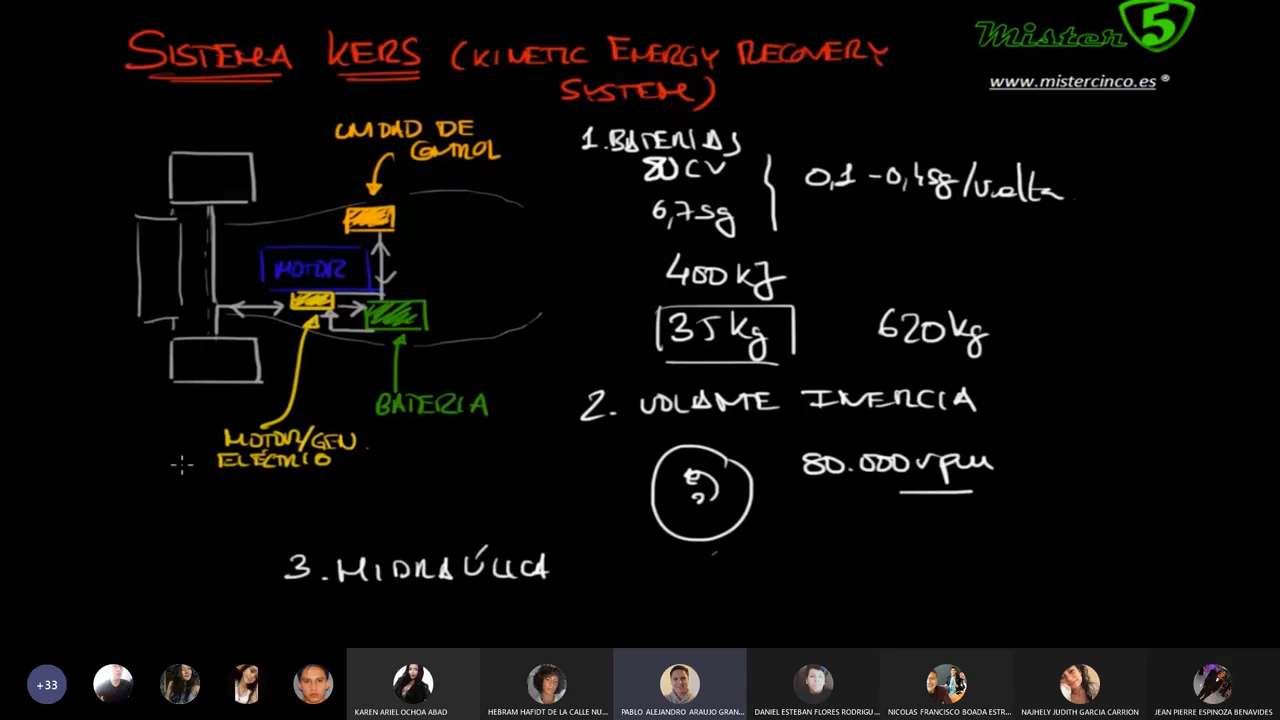 SISTEMA KERS (KINETIC ENERGY RECOVERY
SYSTEM)
Mister 5
www.mistercinco.es®
UNIDAD DE
CONTROL
MOTOR
BATERIA
MOTOR/GEN.
ELÉCTRIO
1. BATERIAS
80 CV
6,7 sg
0,1 - 0,4 sg/vuelta
400 kJ
35 kg
620 kg
2. VOLANTE INERCIA
80.000 rpm
3. HIDRAÚLICA
+33
KAREN ARIEL OCHOA ABAD
HEBRAM HAFIDT DE LA CALLE NU...
PABLO ALEJANDRO ARAUJO GRAN...
DANIEL ESTEBAN FLORES RODRIGU...
NICOLAS FRANCISCO BOADA ESTR...
NAJHELY JUDITH GARCIA CARRION
JEAN PIERRE ESPINOZA BENAVIDES